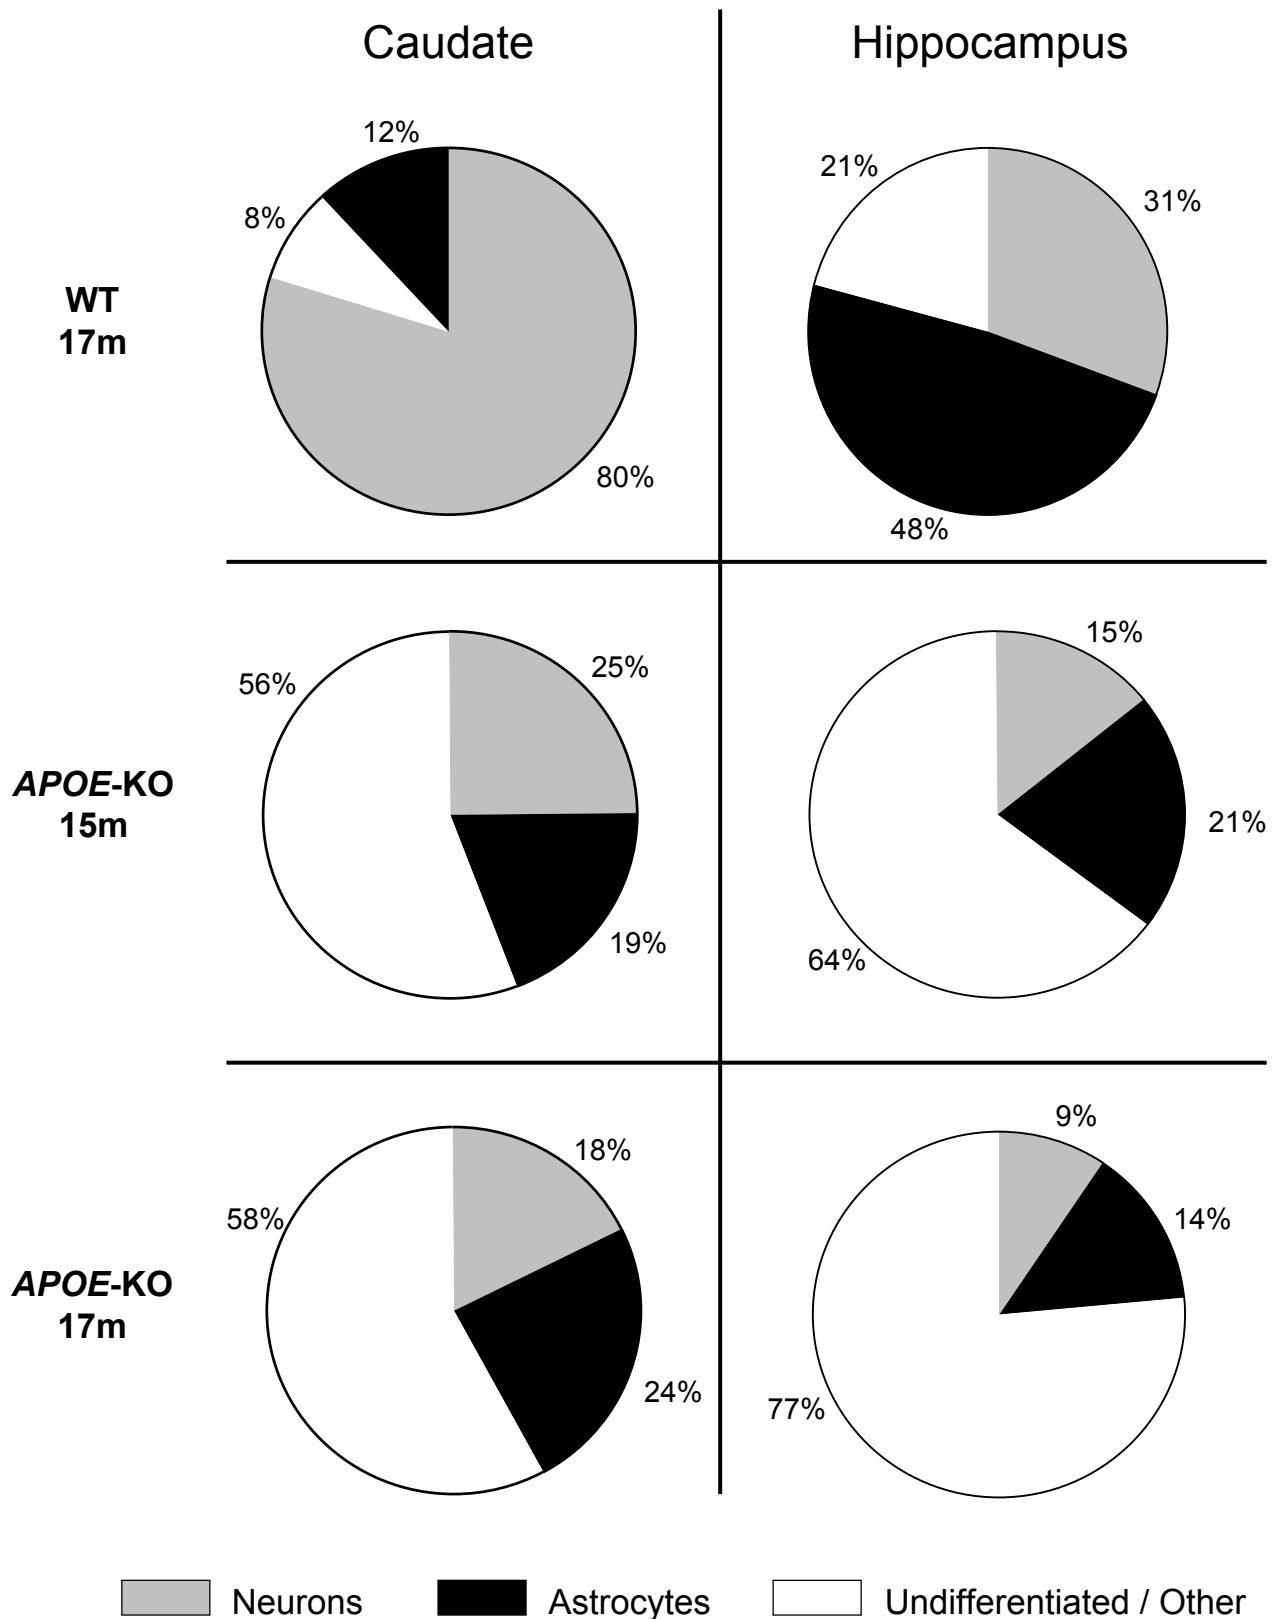 Caudate
Hippocampus
WT
17m
12%
8%
80%
21%
31%
48%
APOE-KO
15m
56%
25%
19%
15%
21%
64%
APOE-KO
17m
58%
18%
24%
9%
14%
77%
Neurons
Astrocytes
Undifferentiated / Other